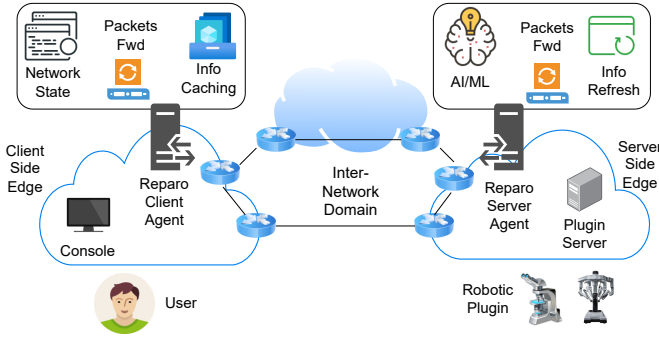 Packets
Fwd
Network
State
Info
Caching
Packets
Fwd
AI/ML
Info
Refresh
Client
Side
Edge
Reparo
Client
Agent
Console
Inter-
Network
Domain
Reparo
Server
Agent
Server
Side
Edge
Plugin
Server
User
Robotic
Plugin